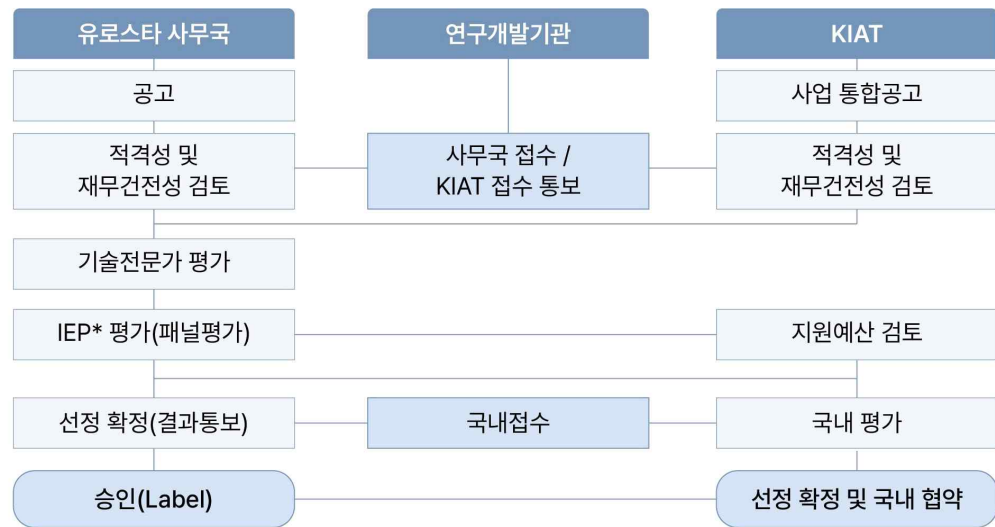 유로스타 사무국
연구개발기관
KIAT
공고
사업 통합공고
적격성 및
재무건전성 검토
사무국 접수 /
KIAT 접수 통보
적격성 및
재무건전성 검토
기술전문가 평가
IEP* 평가(패널평가)
지원예산 검토
선정 확정(결과통보)
국내접수
국내 평가
승인(Label)
선정 확정 및 국내 협약